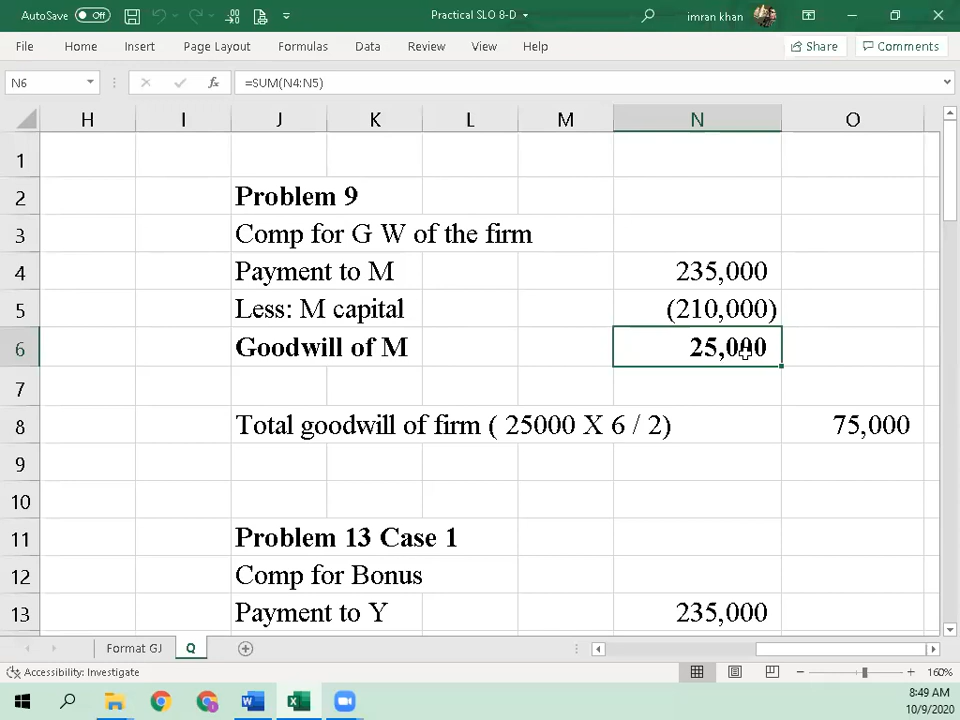 AutoSave Off Practical SLO 8-D imran khan
File Home Insert Page Layout Formulas Data Review View Help Share Comments
N6 fx =SUM(N4:N5)
H I J K L M N O
1
2 Problem 9
3 Comp for G W of the firm
4 Payment to M 235,000
5 Less: M capital (210,000)
6 Goodwill of M 25,000
7
8 Total goodwill of firm ( 25000 X 6 / 2) 75,000
9
10
11 Problem 13 Case 1
12 Comp for Bonus
13 Payment to Y 235,000
Format GJ Q
Accessibility: Investigate 160%
8:49 AM
10/9/2020